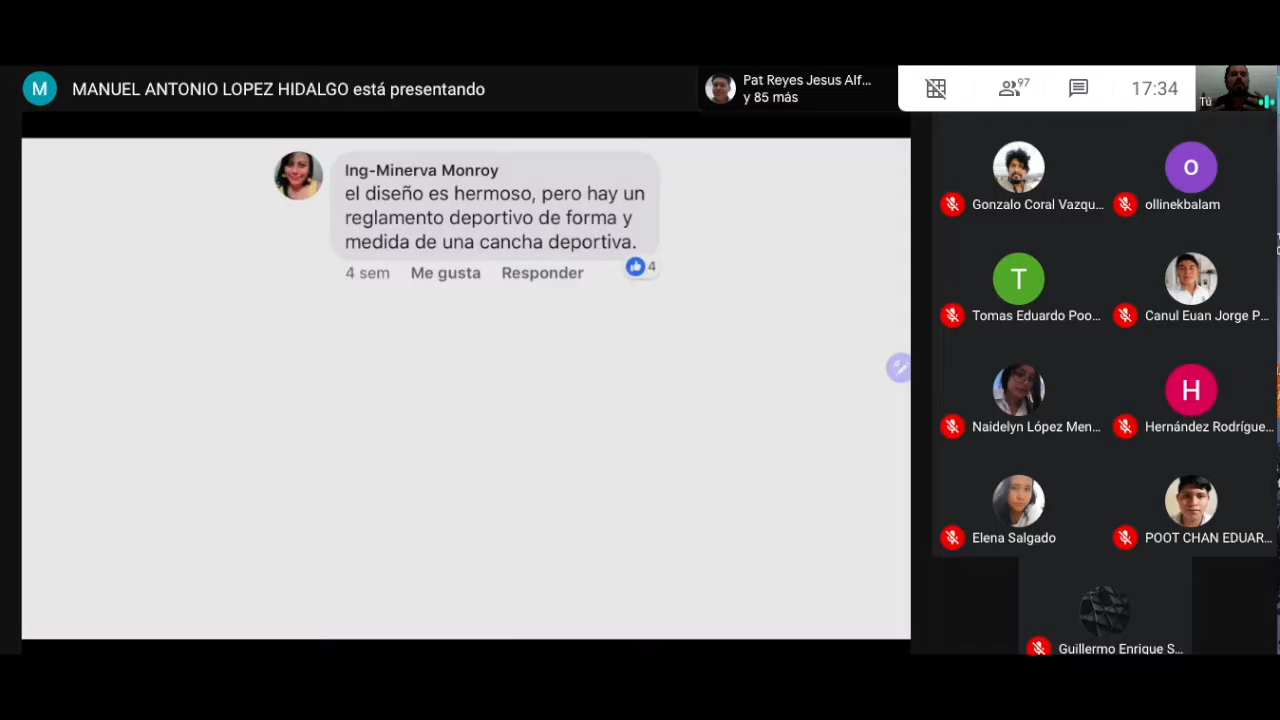 M
MANUEL ANTONIO LOPEZ HIDALGO está presentando
Pat Reyes Jesus Alf...
y 85 más
97
17:34
Tú
Ing-Minerva Monroy
el diseño es hermoso, pero hay un
reglamento deportivo de forma y
medida de una cancha deportiva.
4 sem Me gusta Responder
4
Gonzalo Coral Vazqu...
o
ollinekbalam
T
Tomas Eduardo Poo...
Canul Euan Jorge P...
Naidelyn López Men...
H
Hernández Rodrígue...
Elena Salgado
POOT CHAN EDUAR...
Guillermo Enrique S...